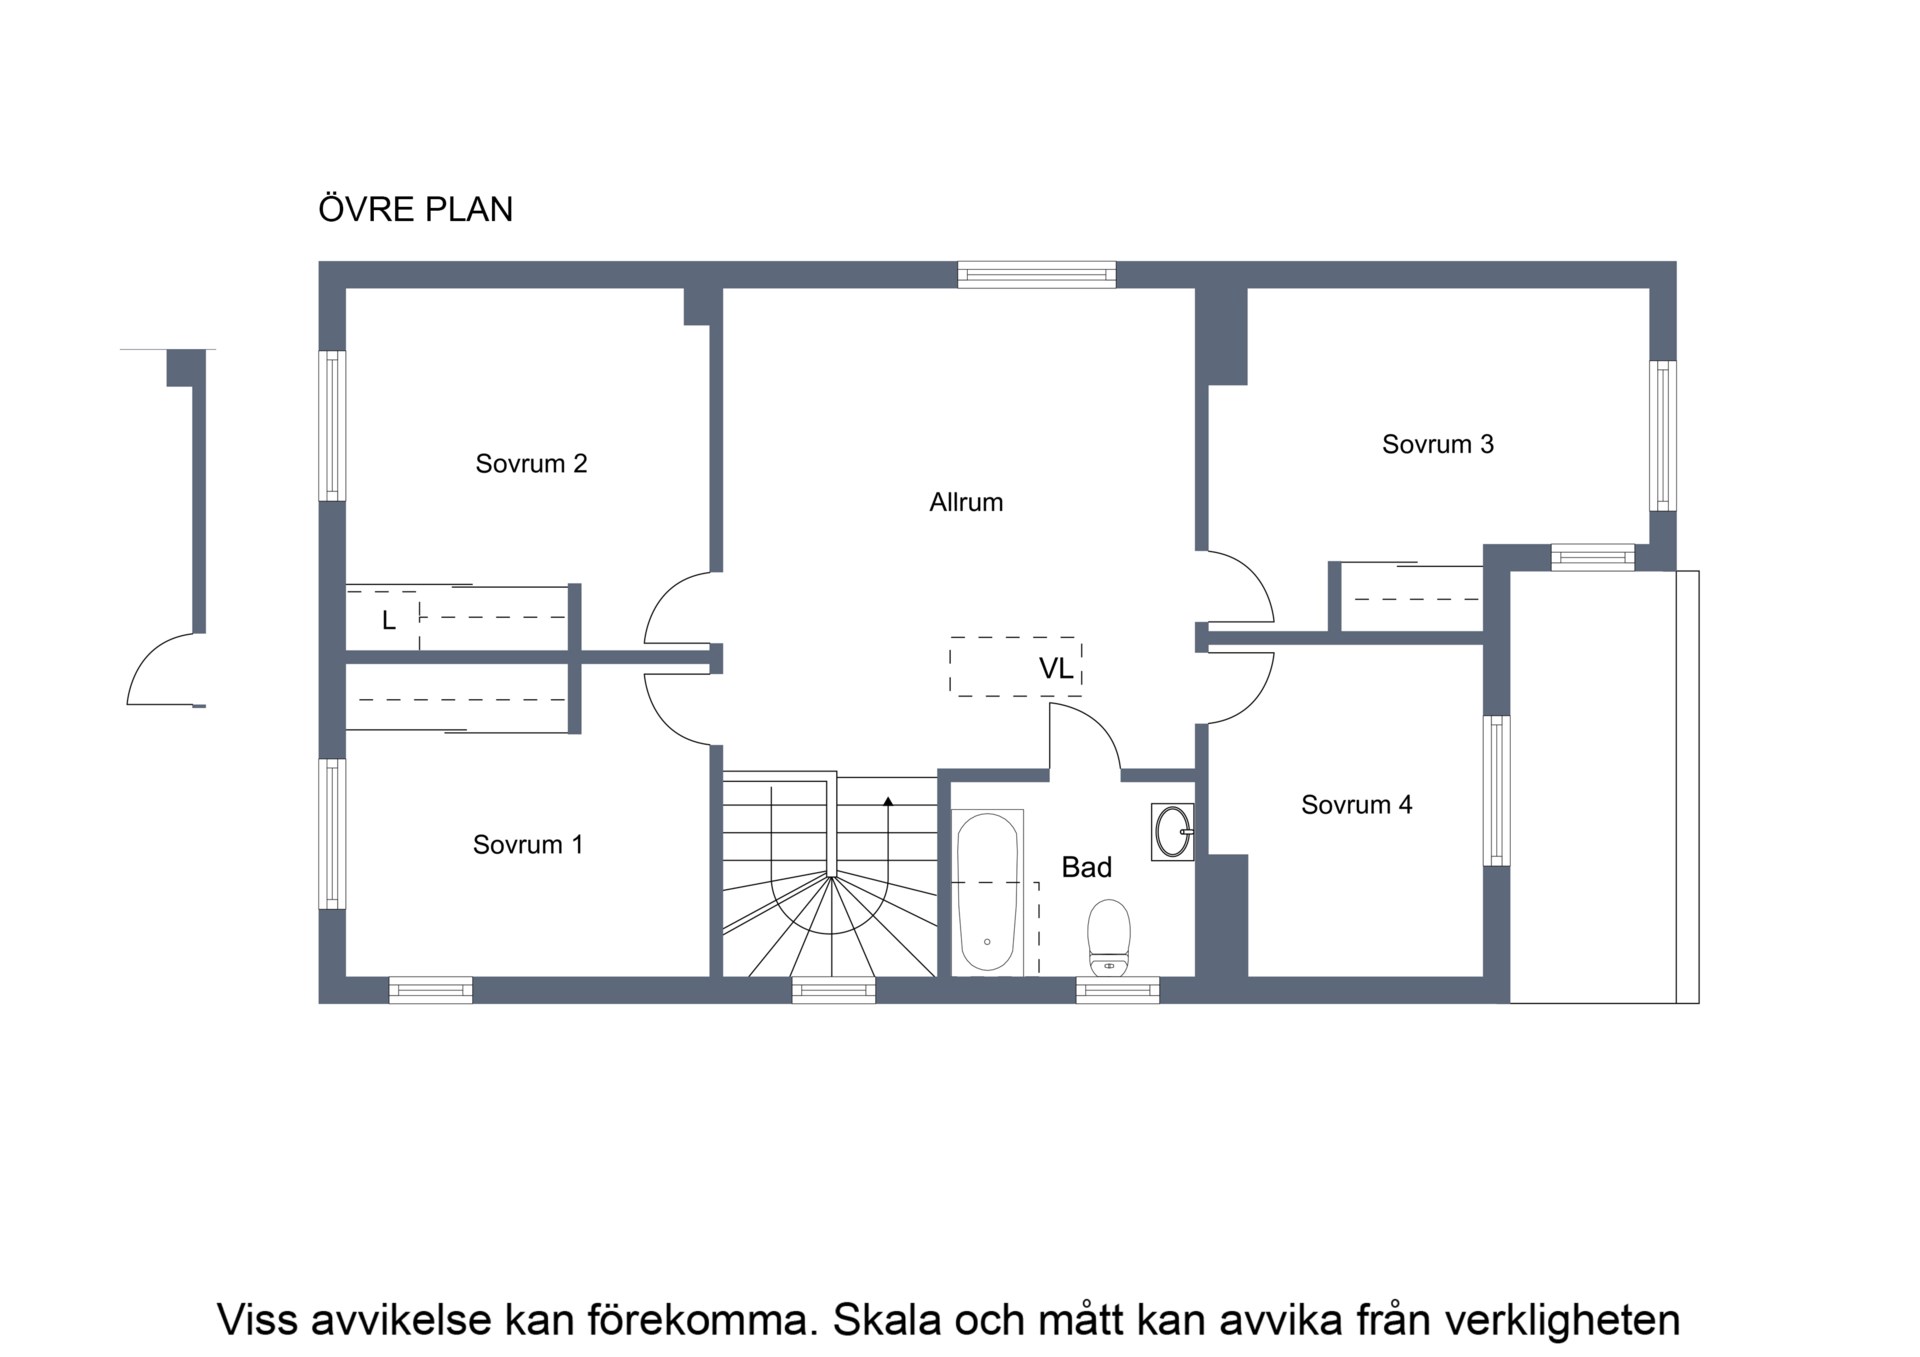 ÖVRE PLAN
Sovrum 2
Sovrum 3
Allrum
L
VL
Sovrum 4
Sovrum 1
Bad
Viss avvikelse kan förekomma. Skala och mått kan avvika från verkligheten